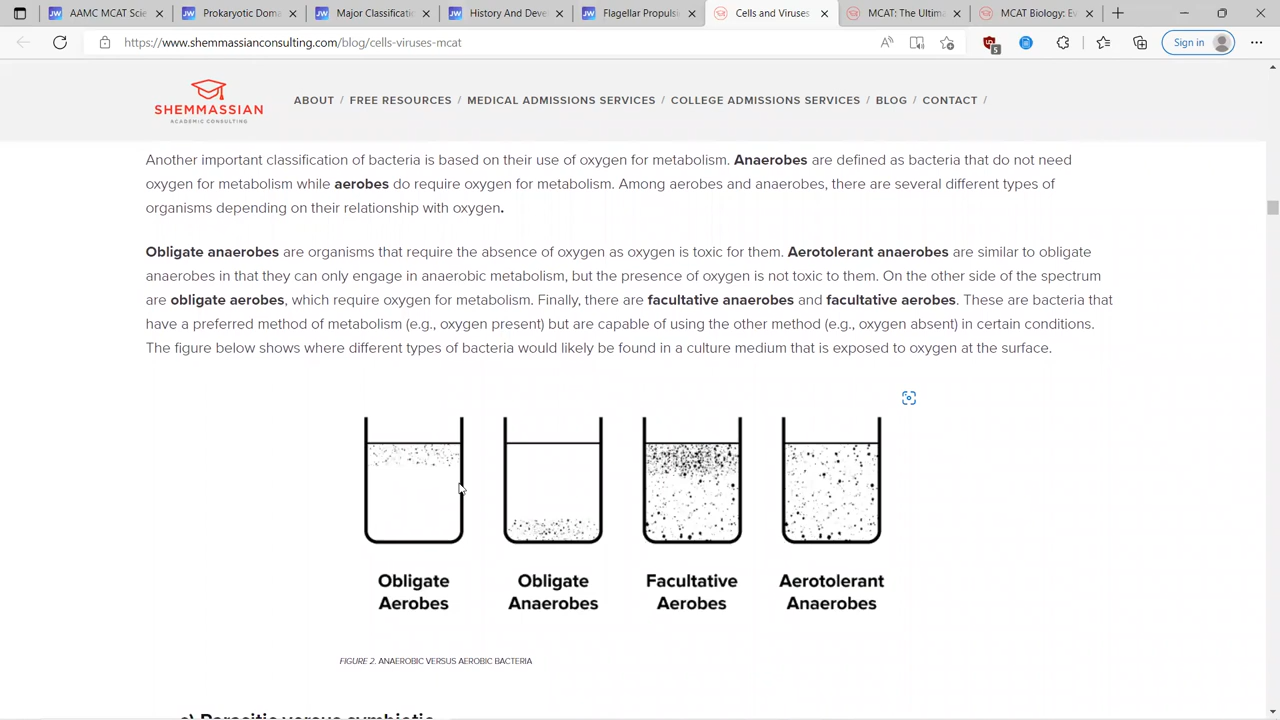 AAMC MCAT Scie
Prokaryotic Doma
Major Classificatio
History And Deve
Flagellar Propulsi
Cells and Viruses
MCAT: The Ultima
MCAT Biology: Ev
https://www.shemmassianconsulting.com/blog/cells-viruses-mcat
5
Sign in
SHEMMASSIAN
ACADEMIC CONSULTING
ABOUT / FREE RESOURCES / MEDICAL ADMISSIONS SERVICES / COLLEGE ADMISSIONS SERVICES / BLOG / CONTACT /
Another important classification of bacteria is based on their use of oxygen for metabolism. Anaerobes are defined as bacteria that do not need
oxygen for metabolism while aerobes do require oxygen for metabolism. Among aerobes and anaerobes, there are several different types of
organisms depending on their relationship with oxygen.
Obligate anaerobes are organisms that require the absence of oxygen as oxygen is toxic for them. Aerotolerant anaerobes are similar to obligate
anaerobes in that they can only engage in anaerobic metabolism, but the presence of oxygen is not toxic to them. On the other side of the spectrum
are obligate aerobes, which require oxygen for metabolism. Finally, there are facultative anaerobes and facultative aerobes. These are bacteria that
have a preferred method of metabolism (e.g., oxygen present) but are capable of using the other method (e.g., oxygen absent) in certain conditions.
The figure below shows where different types of bacteria would likely be found in a culture medium that is exposed to oxygen at the surface.
Obligate
Aerobes
Obligate
Anaerobes
Facultative
Aerobes
Aerotolerant
Anaerobes
FIGURE 2. ANAEROBIC VERSUS AEROBIC BACTERIA
Parasitic versus symbiotic